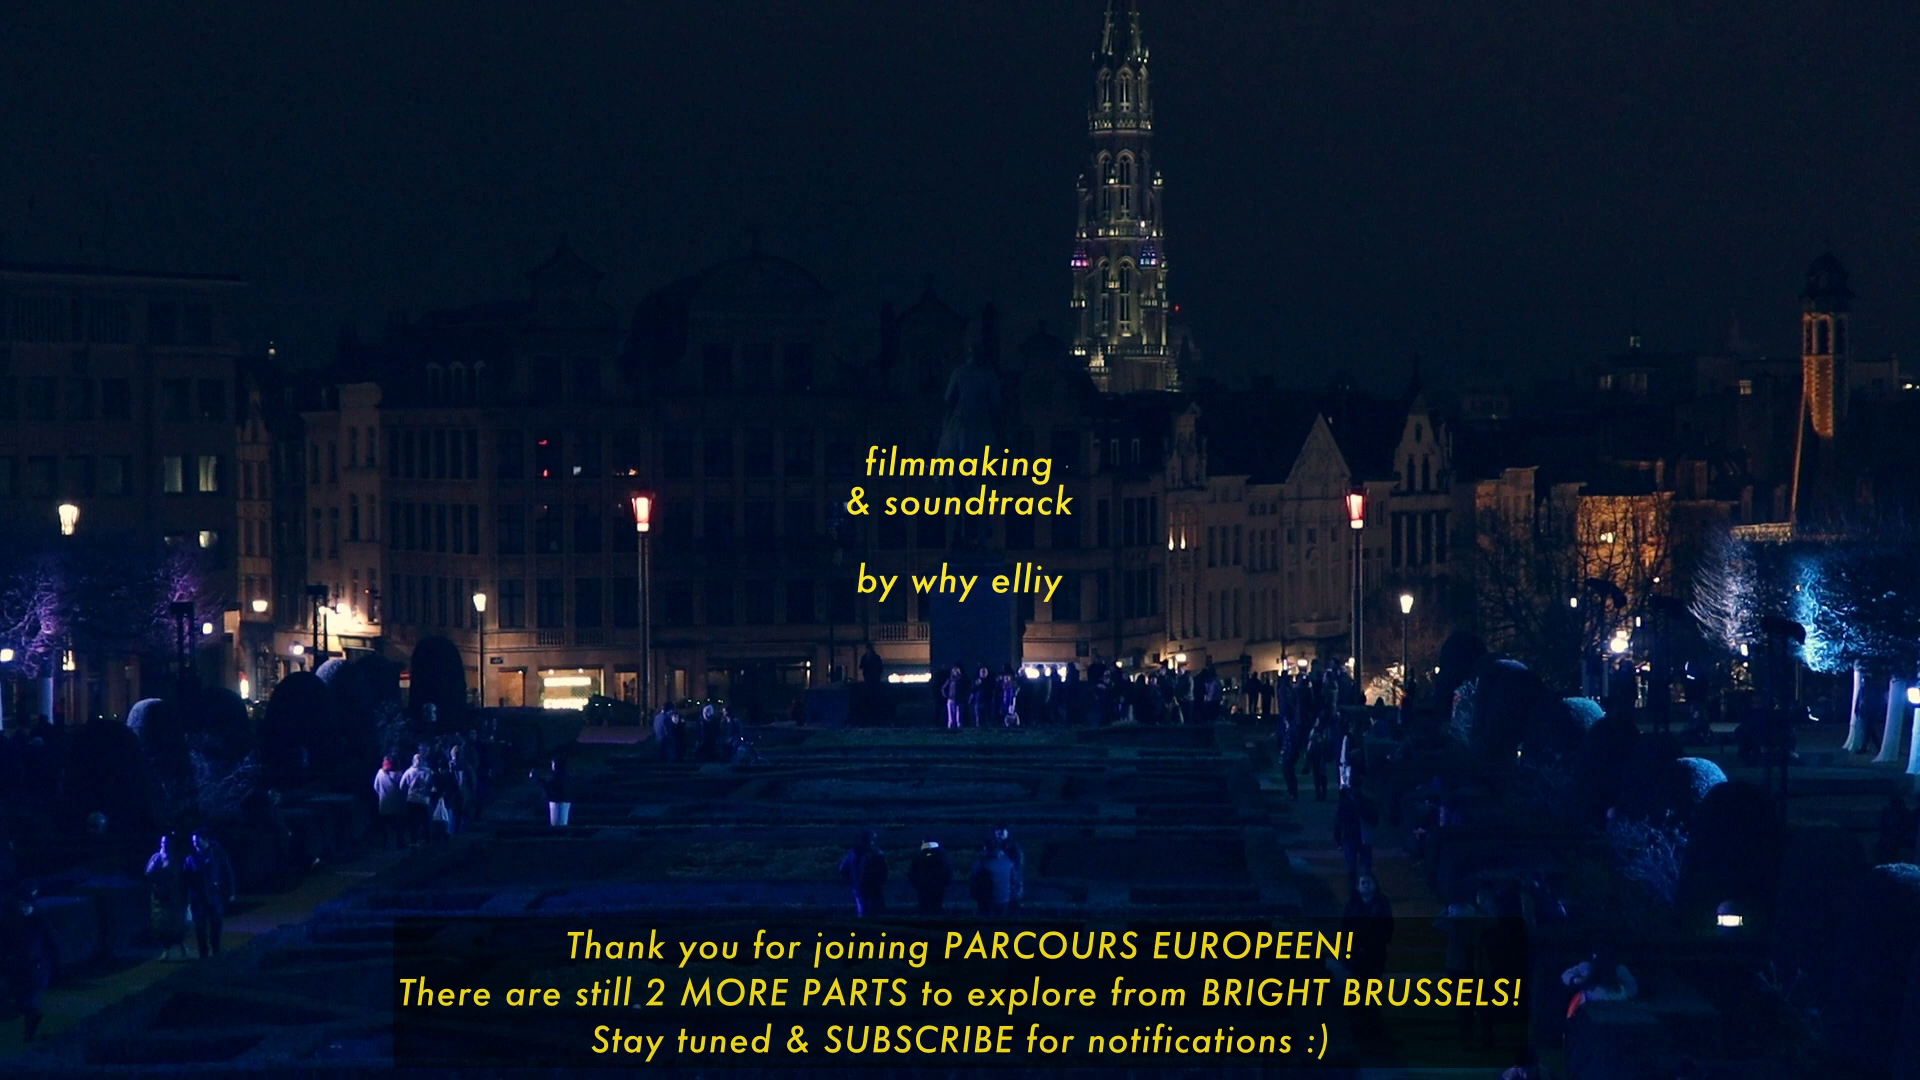 filmmaking
& soundtrack
by why elliy
Thank you for joining PARCOURS EUROPEEN!
There are still 2 MORE PARTS to explore from BRIGHT BRUSSELS!
Stay tuned & SUBSCRIBE for notifications :)